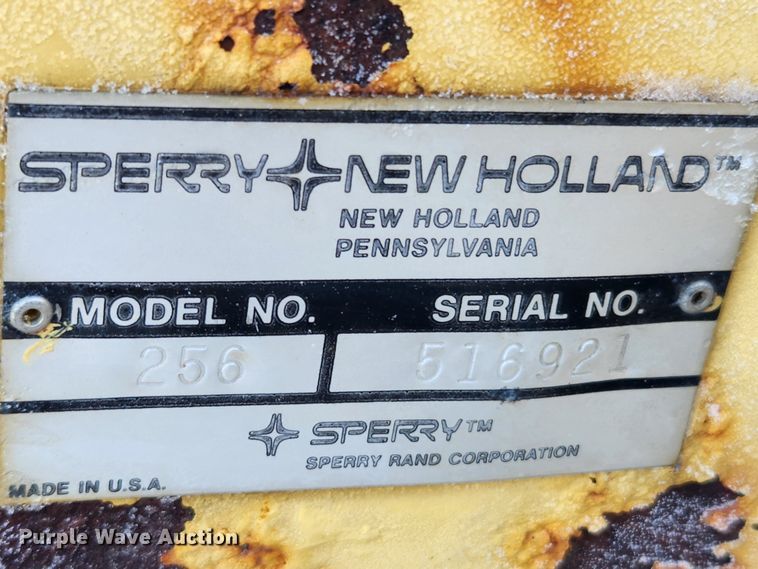 SPERRY NEW HOLLAND™
NEW HOLLAND
PENNSYLVANIA
MODEL NO. SERIAL NO.
256 516921
SPERRY™
SPERRY RAND CORPORATION
MADE IN U.S.A.
Purple Wave Auction